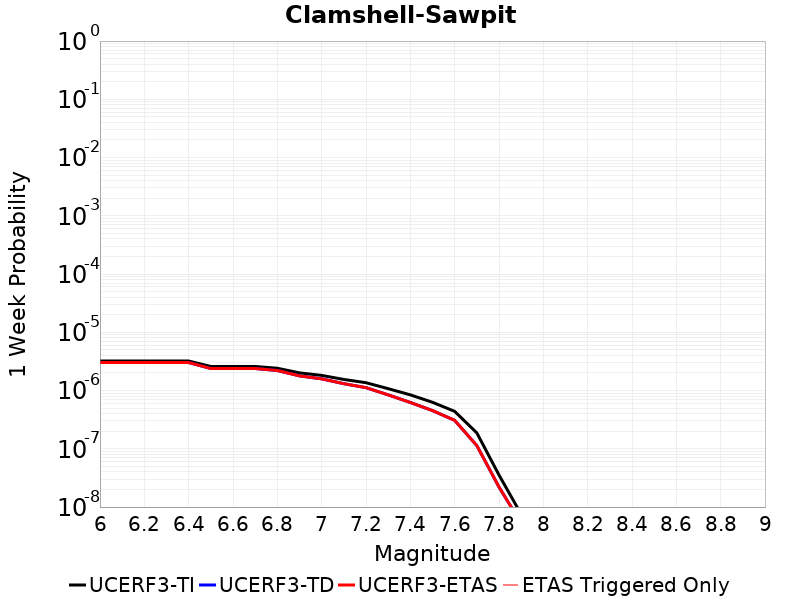 Clamshell-Sawpit
10^0
10^-1
10^-2
10^-3
10^-4
10^-5
10^-6
10^-7
10^-8
1 Week Probability
6 6.2 6.4 6.6 6.8 7 7.2 7.4 7.6 7.8 8 8.2 8.4 8.6 8.8 9
Magnitude
UCERF3-TI UCERF3-TD UCERF3-ETAS ETAS Triggered Only